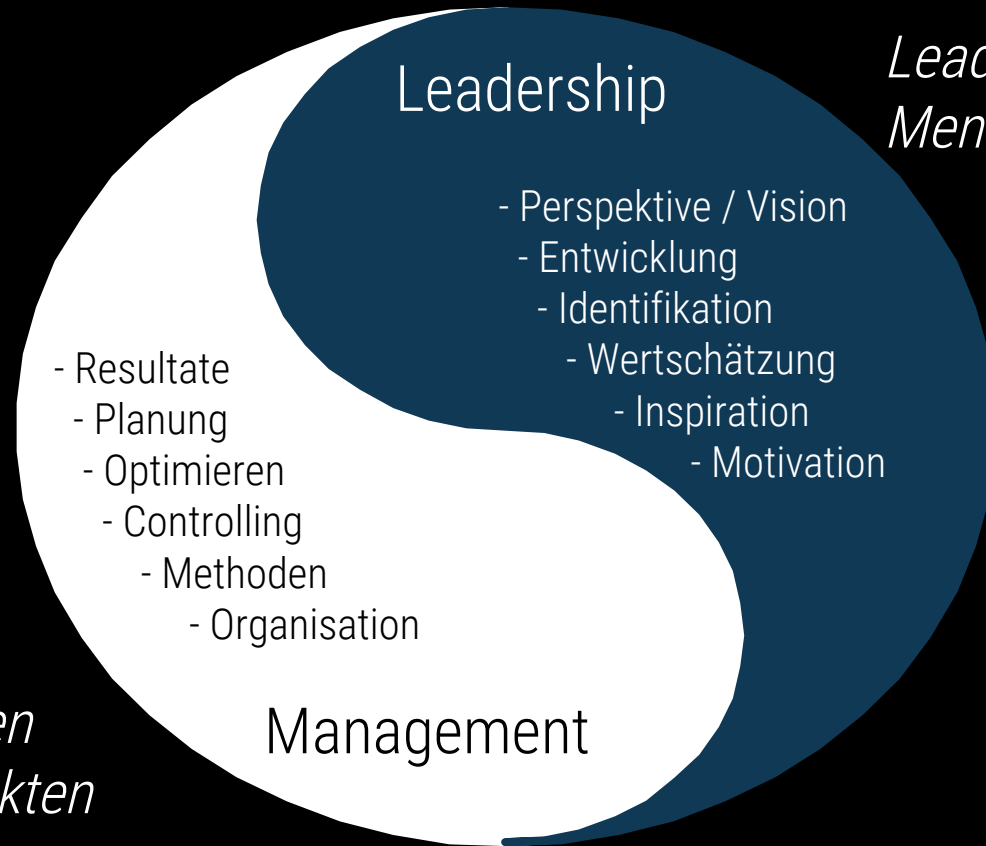 Leadership
- Perspektive / Vision
- Entwicklung
- Identifikation
- Wertschätzung
- Inspiration
- Motivation
- Resultate
- Planung
- Optimieren
- Controlling
- Methoden
- Organisation
Management